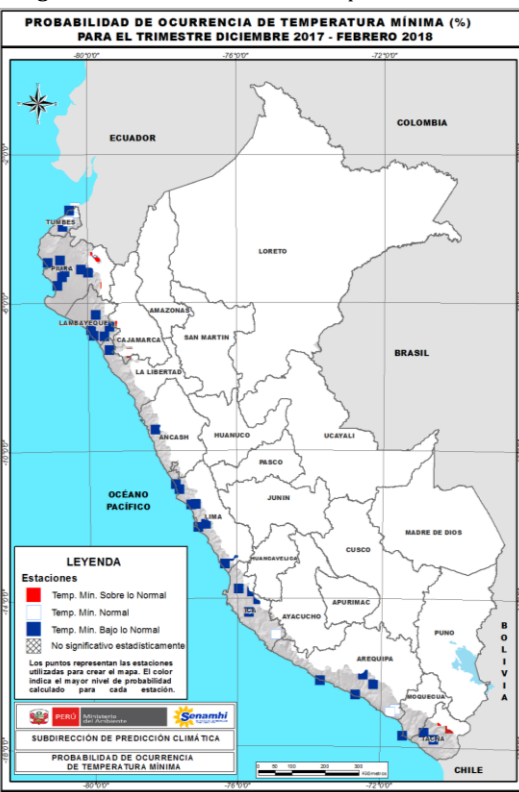 PROBABILIDAD DE OCURRENCIA DE TEMPERATURA MÍNIMA (%)
PARA EL TRIMESTRE DICIEMBRE 2017 - FEBRERO 2018
-80°0'0"
-76°0'0"
-72°0'0"
COLOMBIA
ECUADOR
TUMBES
LORETO
PIURA
AMAZONAS
LAMBAYEQUE
CAJAMARCA
SAN MARTIN
BRASIL
LA LIBERTAD
ANCASH
HUANUCO
UCAYALI
PASCO
OCÉANO
PACÍFICO
JUNIN
LIMA
MADRE DE DIOS
CUSCO
HUANCAVELICA
APURIMAC
ICA
AYACUCHO
PUNO
BOLIVIA
AREQUIPA
MOQUEGUA
TACNA
CHILE
LEYENDA
Estaciones
Temp. Min. Sobre lo Normal
Temp. Min. Normal
Temp. Min. Bajo lo Normal
No significativo estadísticamente
Los puntos representan las estaciones
utilizadas para crear el mapa. El color
indica el mayor nivel de probabilidad
calculado para cada estación.
PERÚ
Ministerio
del Ambiente
Senamhi
SUBDIRECCIÓN DE PREDICCIÓN CLIMÁTICA
PROBABILIDAD DE OCURRENCIA
DE TEMPERATURA MÍNIMA
-80°0'0"
-76°0'0"
-72°0'0"